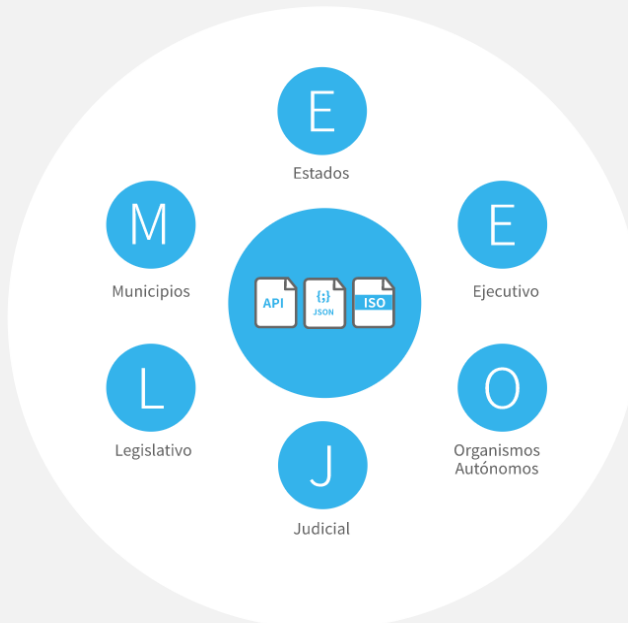 E
Estados
M
Municipios
E
Ejecutivo
API
{;}
JSON
ISO
L
Legislativo
O
Organismos
Autónomos
J
Judicial